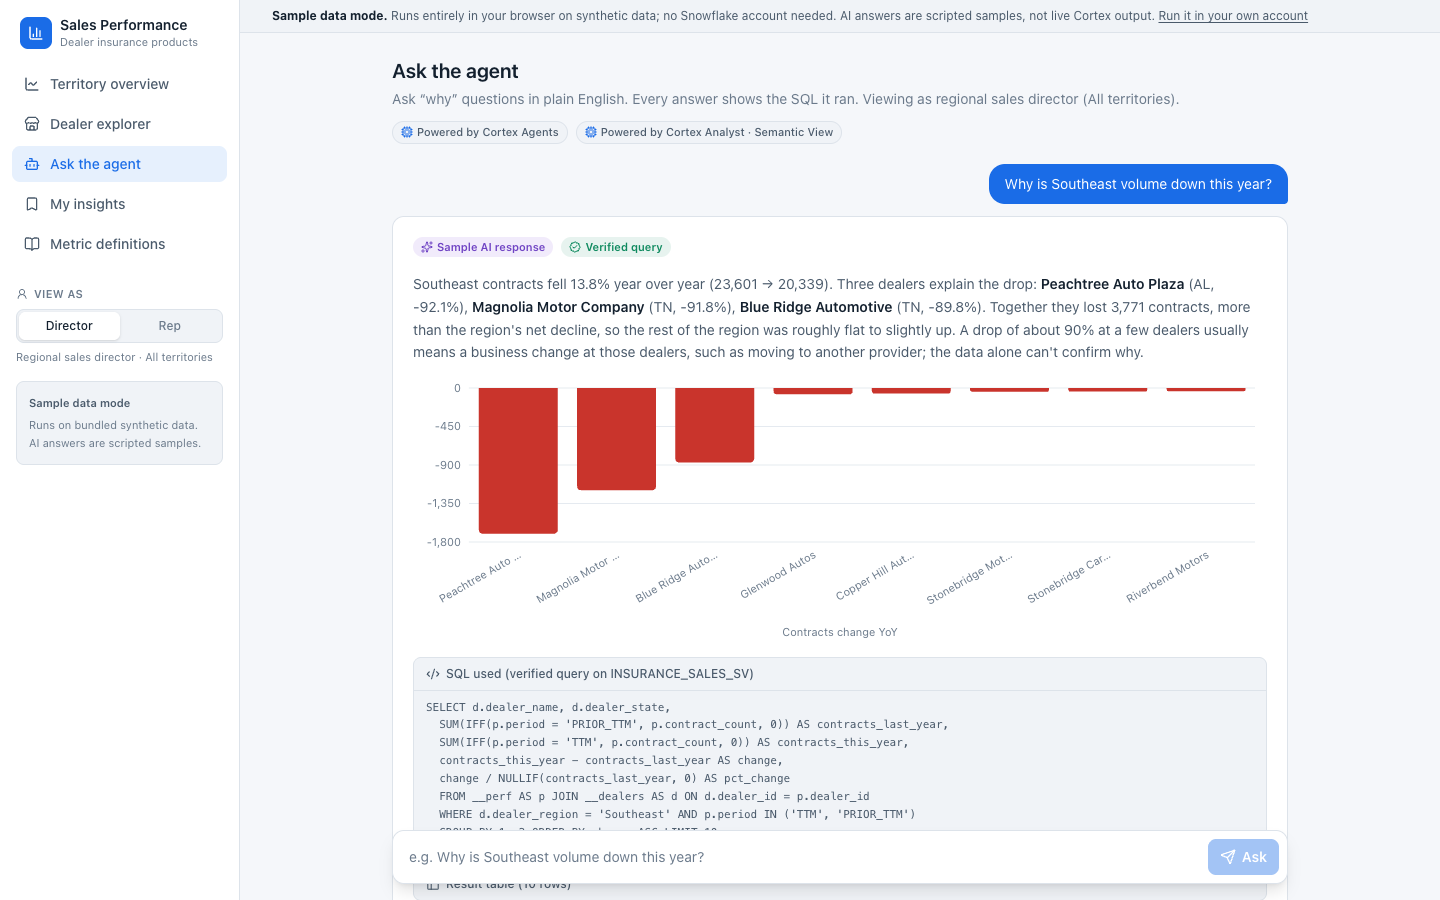 Sales Performance
Dealer insurance products
Territory overview
Dealer explorer
Ask the agent
My insights
Metric definitions
VIEW AS
Director
Rep
Regional sales director · All territories
Sample data mode
Runs on bundled synthetic data.
AI answers are scripted samples.
Sample data mode. Runs entirely in your browser on synthetic data; no Snowflake account needed. AI answers are scripted samples, not live Cortex output. Run it in your own account
Ask the agent
Ask “why” questions in plain English. Every answer shows the SQL it ran. Viewing as regional sales director (All territories).
Powered by Cortex Agents
Powered by Cortex Analyst · Semantic View
Why is Southeast volume down this year?
Sample AI response
Verified query
Southeast contracts fell 13.8% year over year (23,601 → 20,339). Three dealers explain the drop: Peachtree Auto Plaza (AL,
-92.1%), Magnolia Motor Company (TN, -91.8%), Blue Ridge Automotive (TN, -89.8%). Together they lost 3,771 contracts, more
than the region's net decline, so the rest of the region was roughly flat to slightly up. A drop of about 90% at a few dealers usually
means a business change at those dealers, such as moving to another provider; the data alone can't confirm why.
0
-450
-900
-1,350
-1,800
Peachtree Auto ...
Magnolia Motor ...
Blue Ridge Auto...
Glenwood Autos
Copper Hill Aut...
Stonebridge Mot...
Stonebridge Car...
Riverbend Motors
Contracts change YoY
SQL used (verified query on INSURANCE_SALES_SV)
SELECT d.dealer_name, d.dealer_state,
SUM(IFF(p.period = 'PRIOR_TTM', p.contract_count, 0)) AS contracts_last_year,
SUM(IFF(p.period = 'TTM', p.contract_count, 0)) AS contracts_this_year,
contracts_this_year − contracts_last_year AS change,
change / NULLIF(contracts_last_year, 0) AS pct_change
FROM __perf AS p JOIN __dealers AS d ON d.dealer_id = p.dealer_id
WHERE d.dealer_region = 'Southeast' AND p.period IN ('TTM', 'PRIOR_TTM')
e.g. Why is Southeast volume down this year?
Ask
Result table (10 rows)